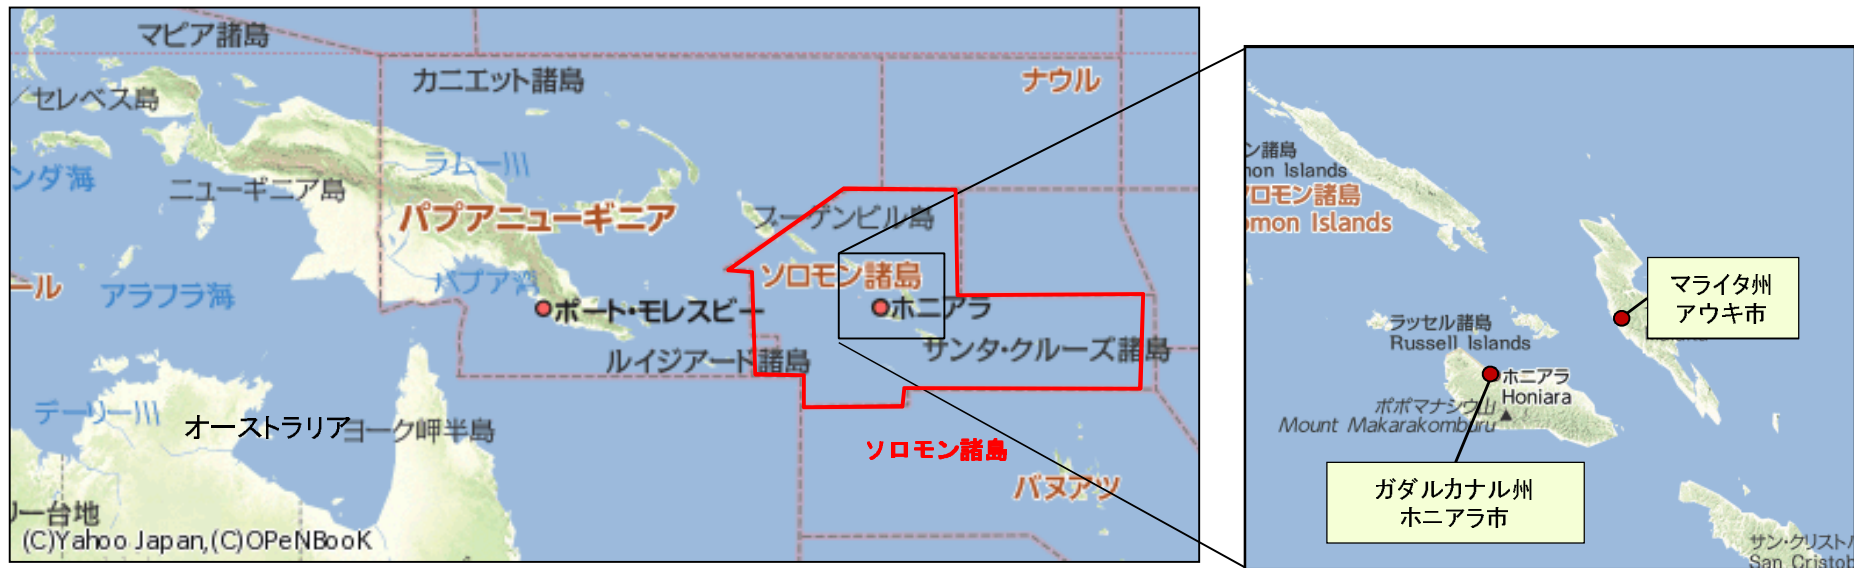 マピア諸島
カニエット諸島
ナウル
セレベス島
ラムー川
ンダ海
ニューギニア島
パプアニューギニア
ブーゲンビル島
ソロモン諸島
パプア湾
ール
アラフラ海
ポート・モレスビー
ホニアラ
ルイジアード諸島
サンタ・クルーズ諸島
デーリー川
オーストラリア
ヨーク岬半島
ソロモン諸島
バヌアツ
リー台地
(C)Yahoo Japan,(C)OPeNBooK
ン諸島
mon Islands
ソロモン諸島
omon Islands
マライタ州
アウキ市
ラッセル諸島
Russell Islands
ホニアラ
Honiara
ポポマナシウ山
Mount Makarakomburu
ガダルカナル州
ホニアラ市
サン・クリストバ
San Cristob